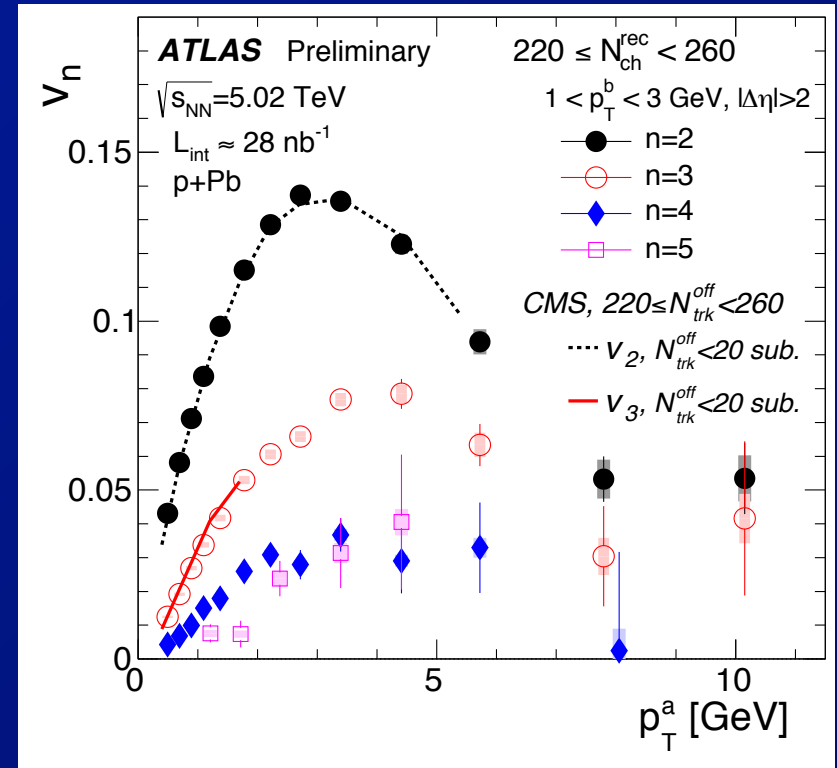 ATLAS Preliminary
220 ≤ N_ch^rec < 260
√s_NN=5.02 TeV
1 < p_T^b < 3 GeV, |Δη|>2
L_int ≈ 28 nb^-1
p+Pb
n=2
n=3
n=4
n=5
CMS, 220≤N_trk^off<260
v_2, N_trk^off<20 sub.
v_3, N_trk^off<20 sub.
v_n
0.15
0.1
0.05
0
0 5 10
p_T^a [GeV]